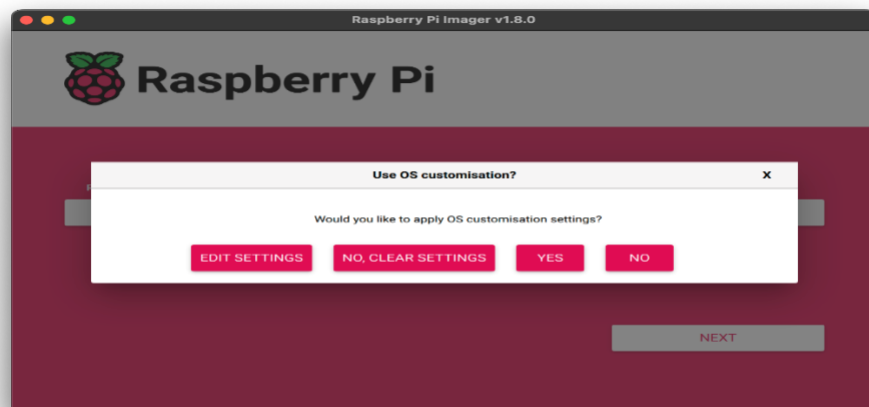 Raspberry Pi Imager v1.8.0
Raspberry Pi
Use OS customisation? X
Would you like to apply OS customisation settings?
EDIT SETTINGS NO, CLEAR SETTINGS YES NO
NEXT